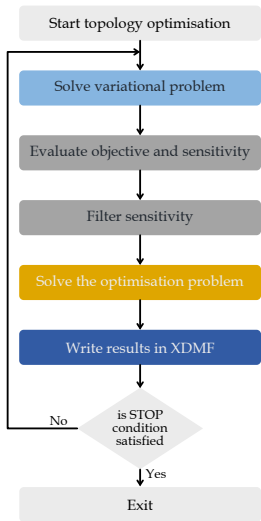 Start topology optimisation
Solve variational problem
Evaluate objective and sensitivity
Filter sensitivity
Solve the optimisation problem
Write results in XDMF
is STOP
condition
satisfied
No
Yes
Exit